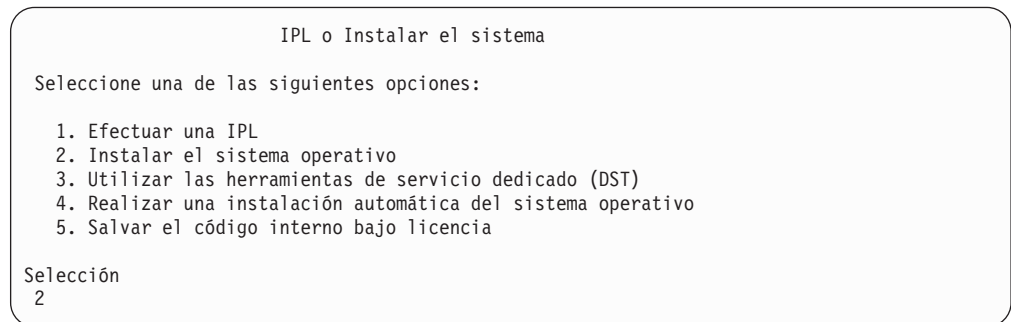 IPL o Instalar el sistema
Seleccione una de las siguientes opciones:
1. Efectuar una IPL
2. Instalar el sistema operativo
3. Utilizar las herramientas de servicio dedicado (DST)
4. Realizar una instalación automática del sistema operativo
5. Salvar el código interno bajo licencia
Selección
2